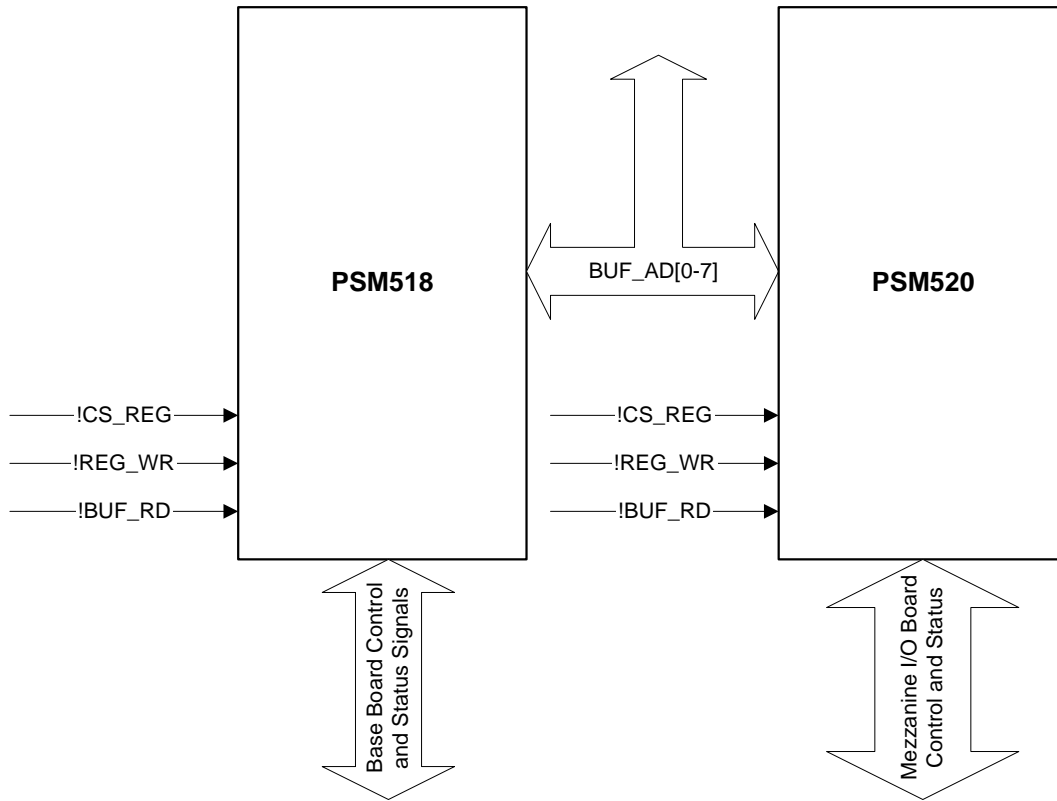 PSM518
BUF_AD[0-7]
PSM520
!CS_REG
!REG_WR
!BUF_RD
!CS_REG
!REG_WR
!BUF_RD
Base Board Control
and Status Signals
Mezzanine I/O Board
Control and Status